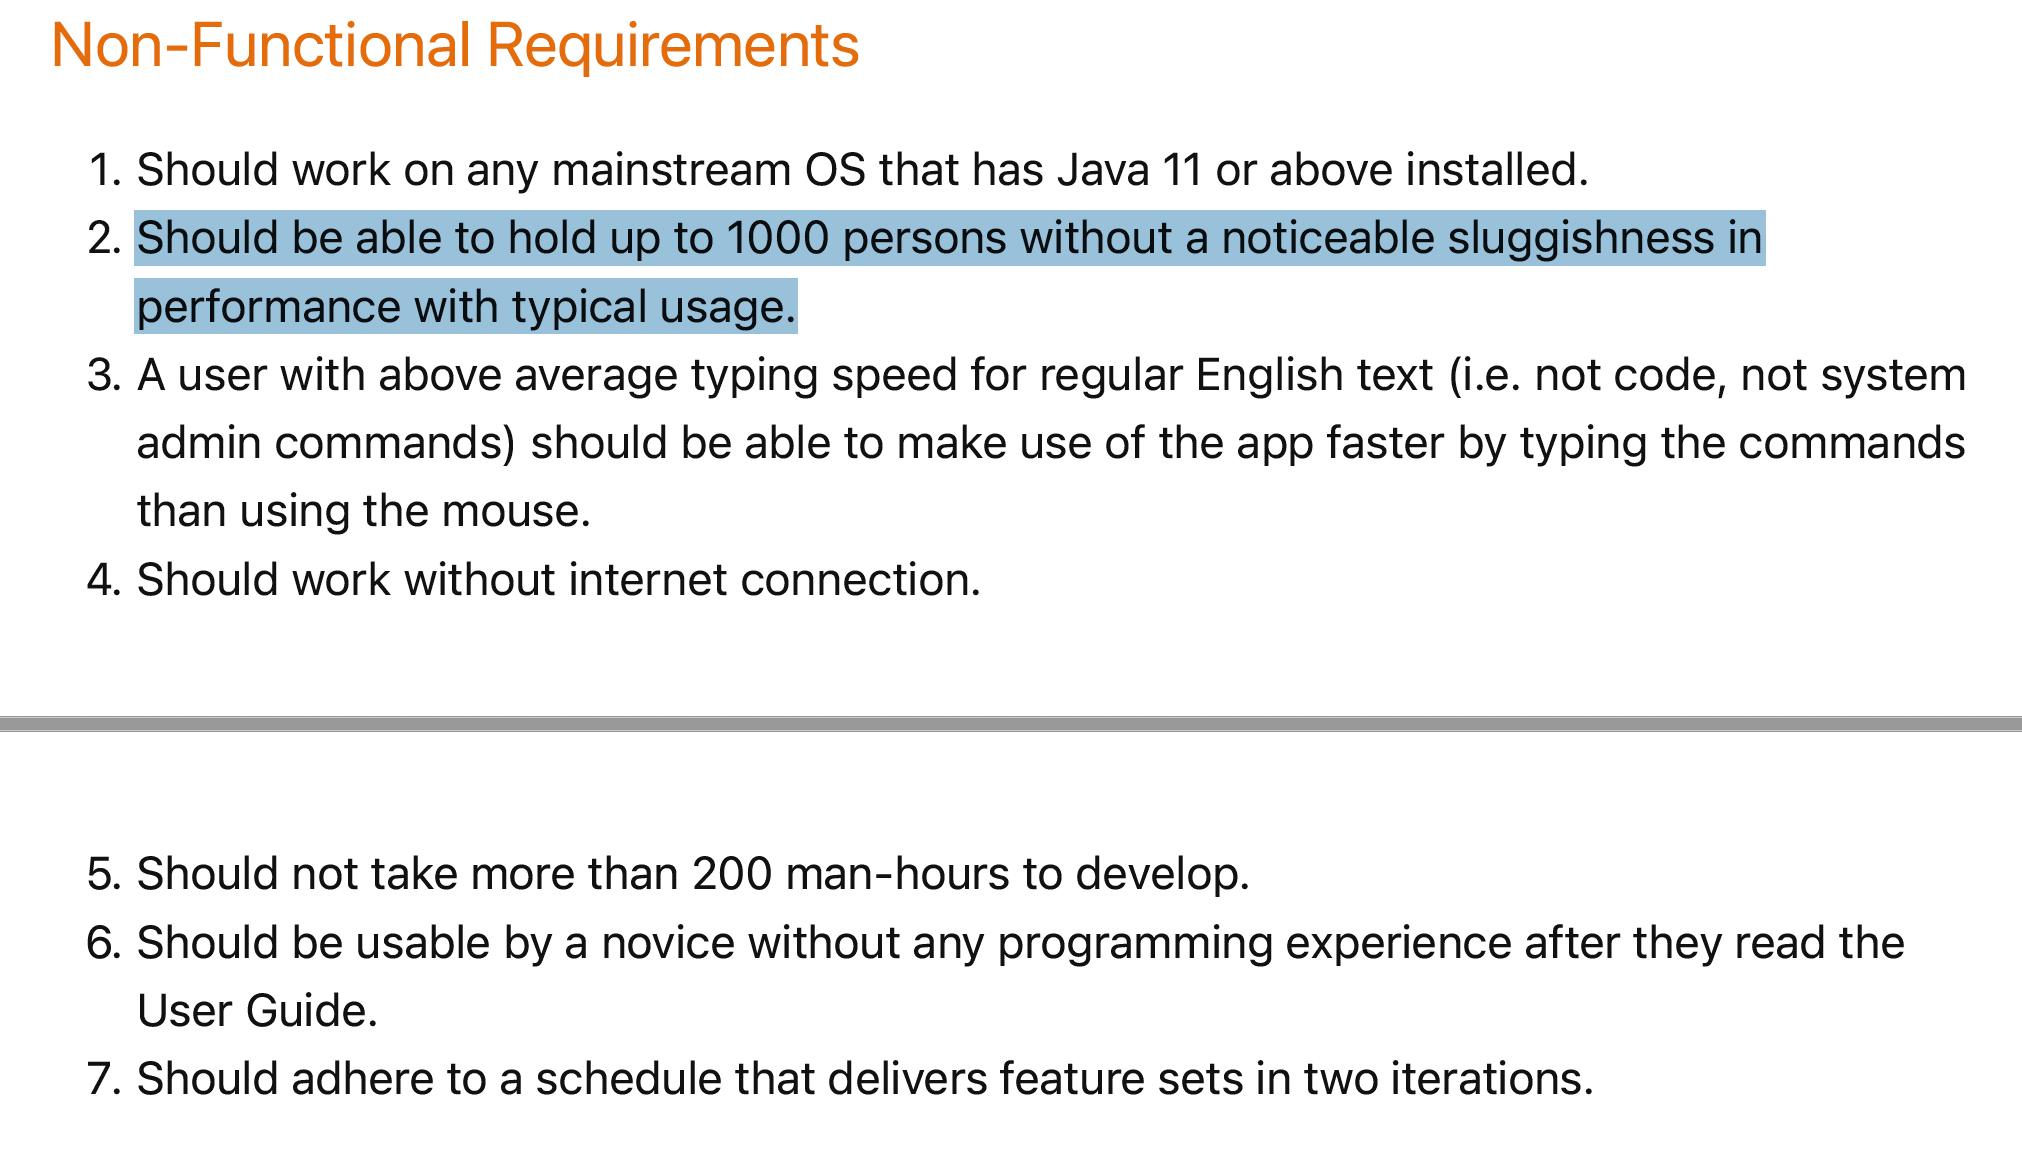 Non-Functional Requirements
1. Should work on any mainstream OS that has Java 11 or above installed.
2. Should be able to hold up to 1000 persons without a noticeable sluggishness in
performance with typical usage.
3. A user with above average typing speed for regular English text (i.e. not code, not system
admin commands) should be able to make use of the app faster by typing the commands
than using the mouse.
4. Should work without internet connection.
5. Should not take more than 200 man-hours to develop.
6. Should be usable by a novice without any programming experience after they read the
User Guide.
7. Should adhere to a schedule that delivers feature sets in two iterations.